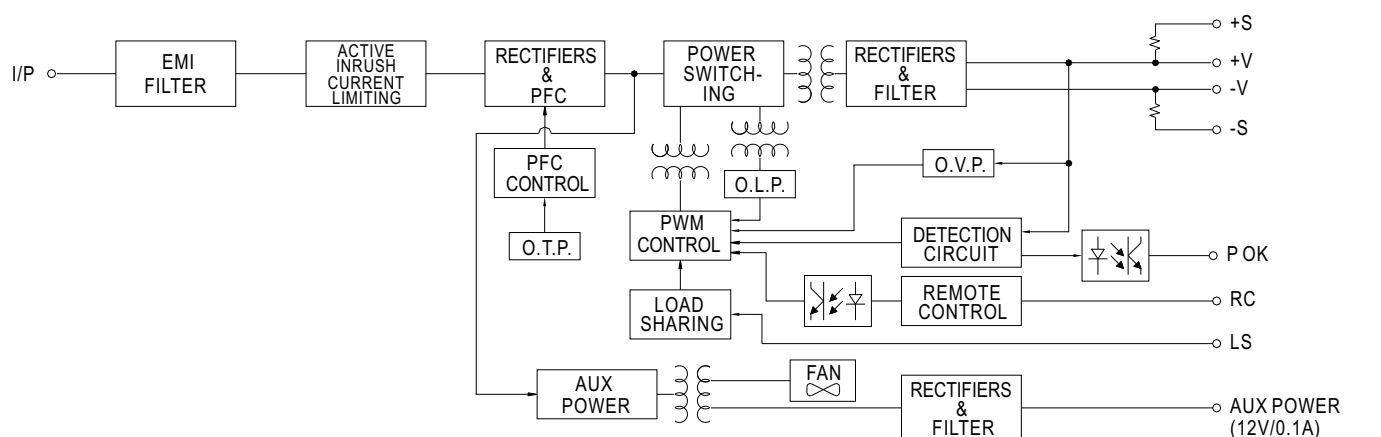 +S
I/P
EMI
FILTER
ACTIVE
INRUSH
CURRENT
LIMITING
RECTIFIERS
&
PFC
POWER
SWITCH-
ING
RECTIFIERS
&
FILTER
+V
-V
-S
PFC
CONTROL
O.L.P.
O.V.P.
O.T.P.
PWM
CONTROL
DETECTION
CIRCUIT
P OK
LOAD
SHARING
REMOTE
CONTROL
RC
LS
AUX
POWER
FAN
RECTIFIERS
&
FILTER
AUX POWER
(12V/0.1A)